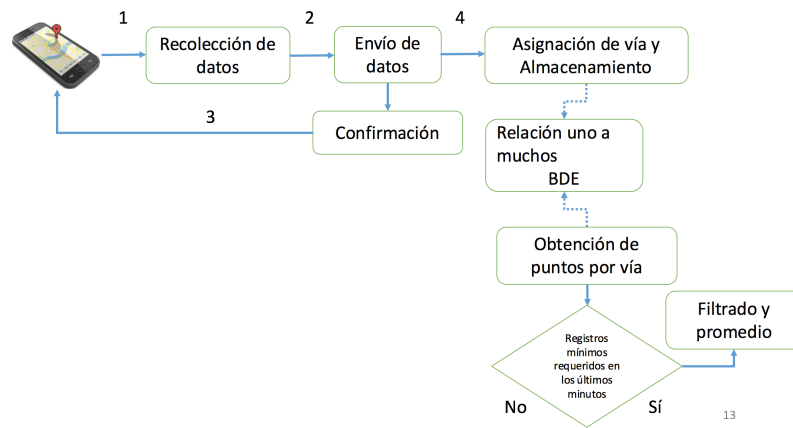 1
2
4
Recolección de
datos
Envío de
datos
Asignación de vía y
Almacenamiento
3
Confirmación
Relación uno a
muchos
BDE
Obtención de
puntos por vía
Filtrado y
promedio
Registros
mínimos
requeridos en
los últimos
minutos
No
Sí
13